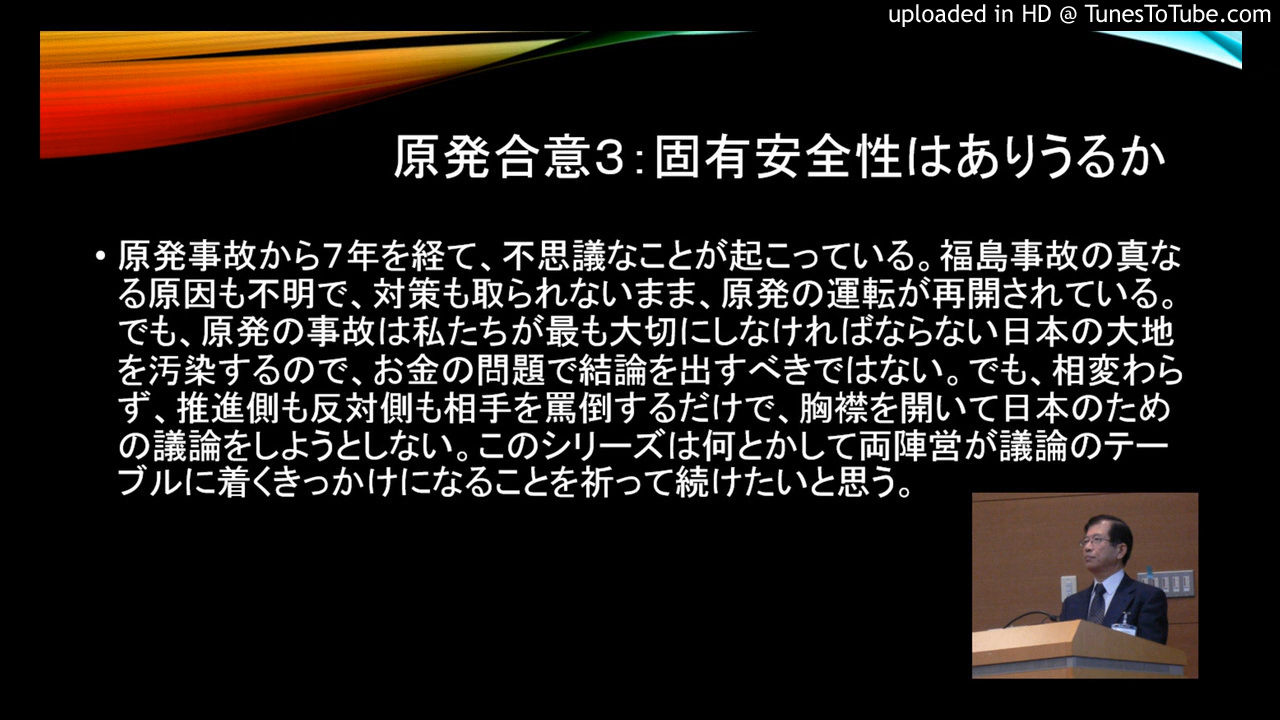 uploaded in HD @ TunesToTube.com
原発合意３：固有安全性はありうるか
• 原発事故から７年を経て、不思議なことが起こっている。福島事故の真な
る原因も不明で、対策も取られないまま、原発の運転が再開されている。
でも、原発の事故は私たちが最も大切にしなければならない日本の大地
を汚染するので、お金の問題で結論を出すべきではない。でも、相変わら
ず、推進側も反対側も相手を罵倒するだけで、胸襟を開いて日本のため
の議論をしようとしない。このシリーズは何とかして両陣営が議論のテー
ブルに着くきっかけになることを祈って続けたいと思う。